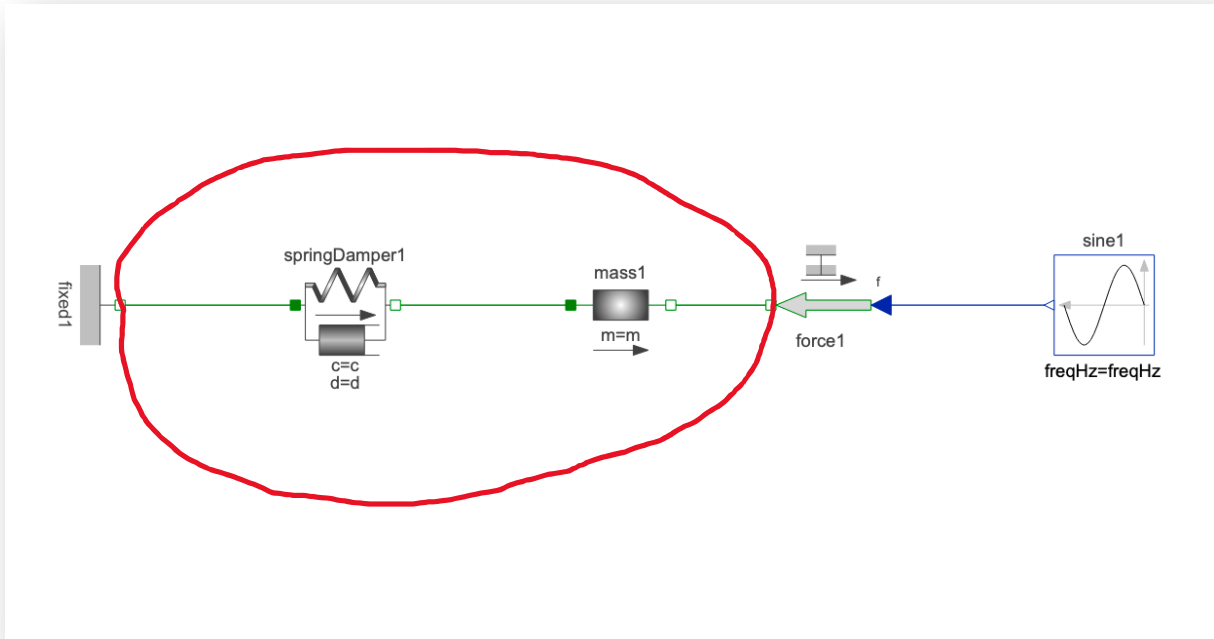 fixed1
springDamper1
c=c
d=d
mass1
m=m
f
force1
sine1
freqHz=freqHz